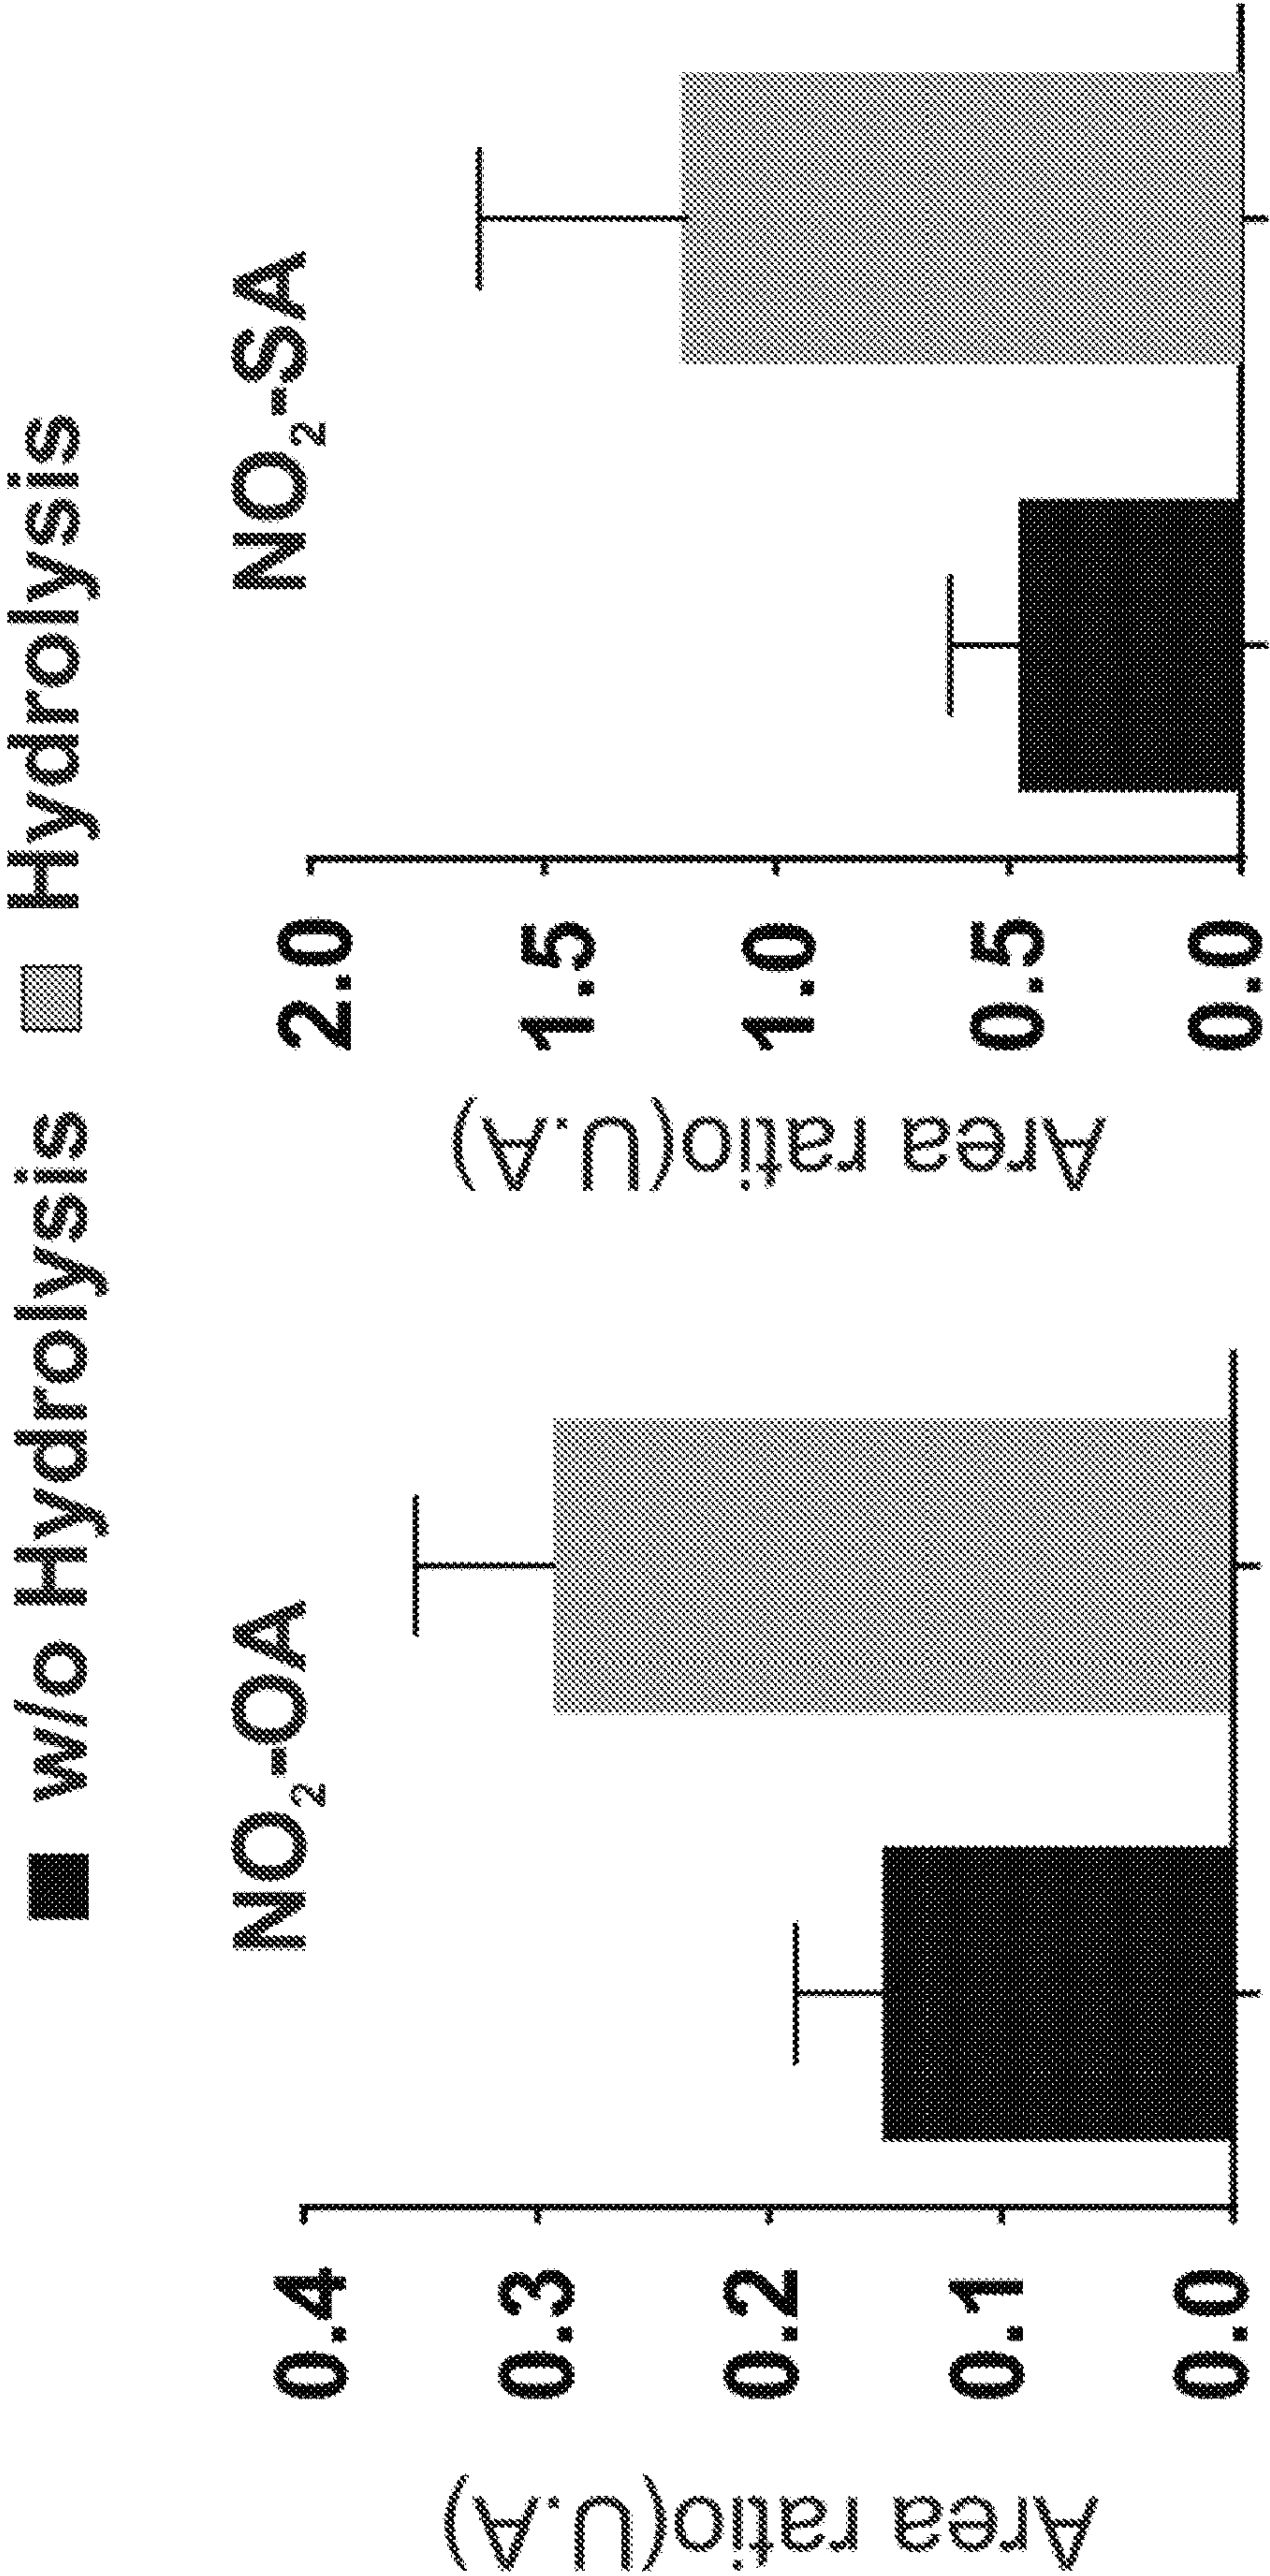 w/o Hydrolysis Hydrolysis
NO₂-OA
Area ratio(U.A)
0.4
0.3
0.2
0.1
0.0
NO₂-SA
Area ratio(U.A)
2.0
1.5
1.0
0.5
0.0